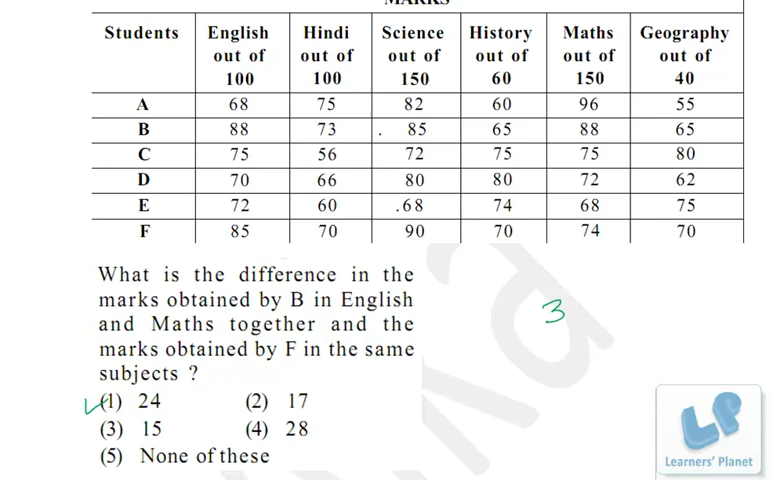 MARKS
Students English Hindi Science History Maths Geography
out of out of out of out of out of out of
100 100 150 60 150 40
A 68 75 82 60 96 55
B 88 73 . 85 65 88 65
C 75 56 72 75 75 80
D 70 66 80 80 72 62
E 72 60 .68 74 68 75
F 85 70 90 70 74 70
What is the difference in the
marks obtained by B in English
and Maths together and the
marks obtained by F in the same
subjects ?
(1) 24 (2) 17
(3) 15 (4) 28
(5) None of these
3
LP
Learners' Planet